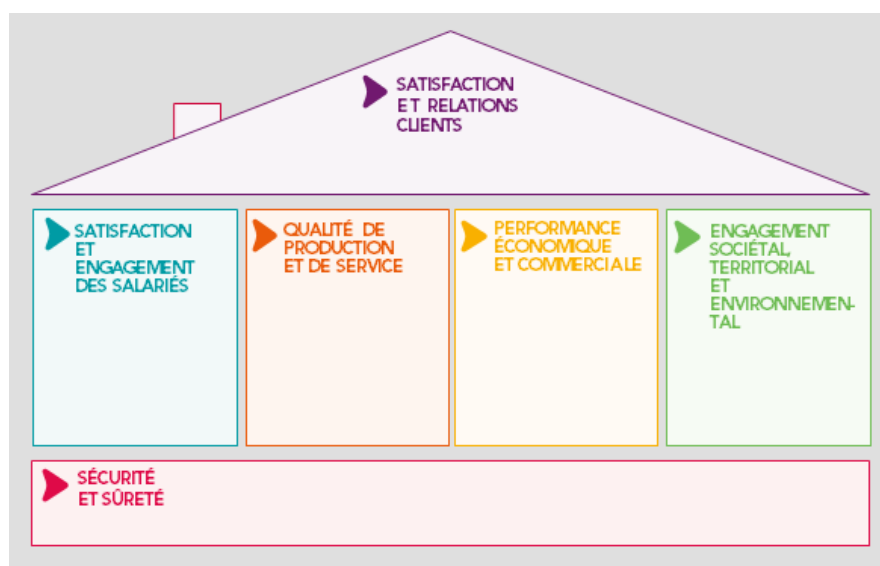 SATISFACTION
ET RELATIONS
CLIENTS
SATISFACTION
ET
ENGAGEMENT
DES SALARIÉS
QUALITÉ DE
PRODUCTION
ET DE SERVICE
PERFORMANCE
ÉCONOMIQUE
ET COMMERCIALE
ENGAGEMENT
SOCIÉTAL,
TERRITORIAL
ET
ENVIRONNEMEN-
TAL
SÉCURITÉ
ET SÛRETÉ